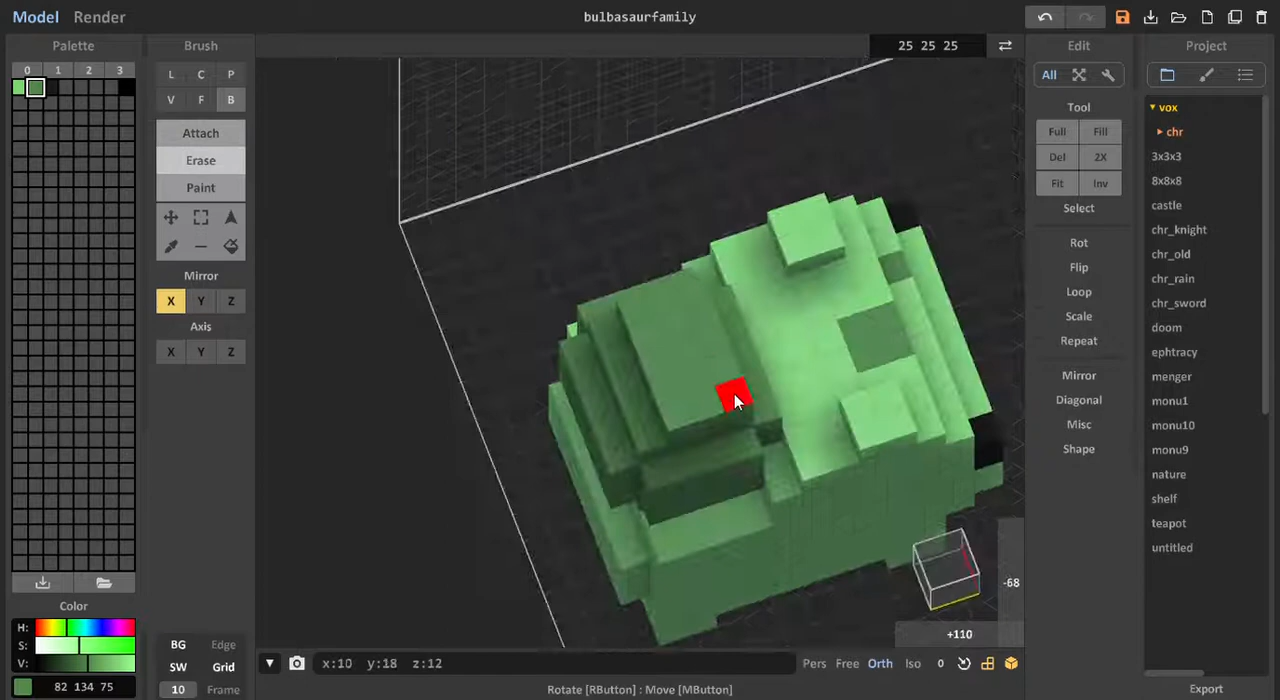 Model Render
bulbasaurfamily
Palette
0 1 2 3
Color
H:
S:
V:
82 134 75
Brush
L C P
V F B
Attach
Erase
Paint
Mirror
X Y Z
Axis
X Y Z
BG Edge
SW Grid
10 Frame
25 25 25
-68
+110
x:10 y:18 z:12
Pers Free Orth Iso 0
Rotate [RButton] : Move [MButton]
Edit
All
Tool
Full Fill
Del 2X
Fit Inv
Select
Rot
Flip
Loop
Scale
Repeat
Mirror
Diagonal
Misc
Shape
Project
vox
chr
3x3x3
8x8x8
castle
chr_knight
chr_old
chr_rain
chr_sword
doom
ephtracy
menger
monu1
monu10
monu9
nature
shelf
teapot
untitled
Export